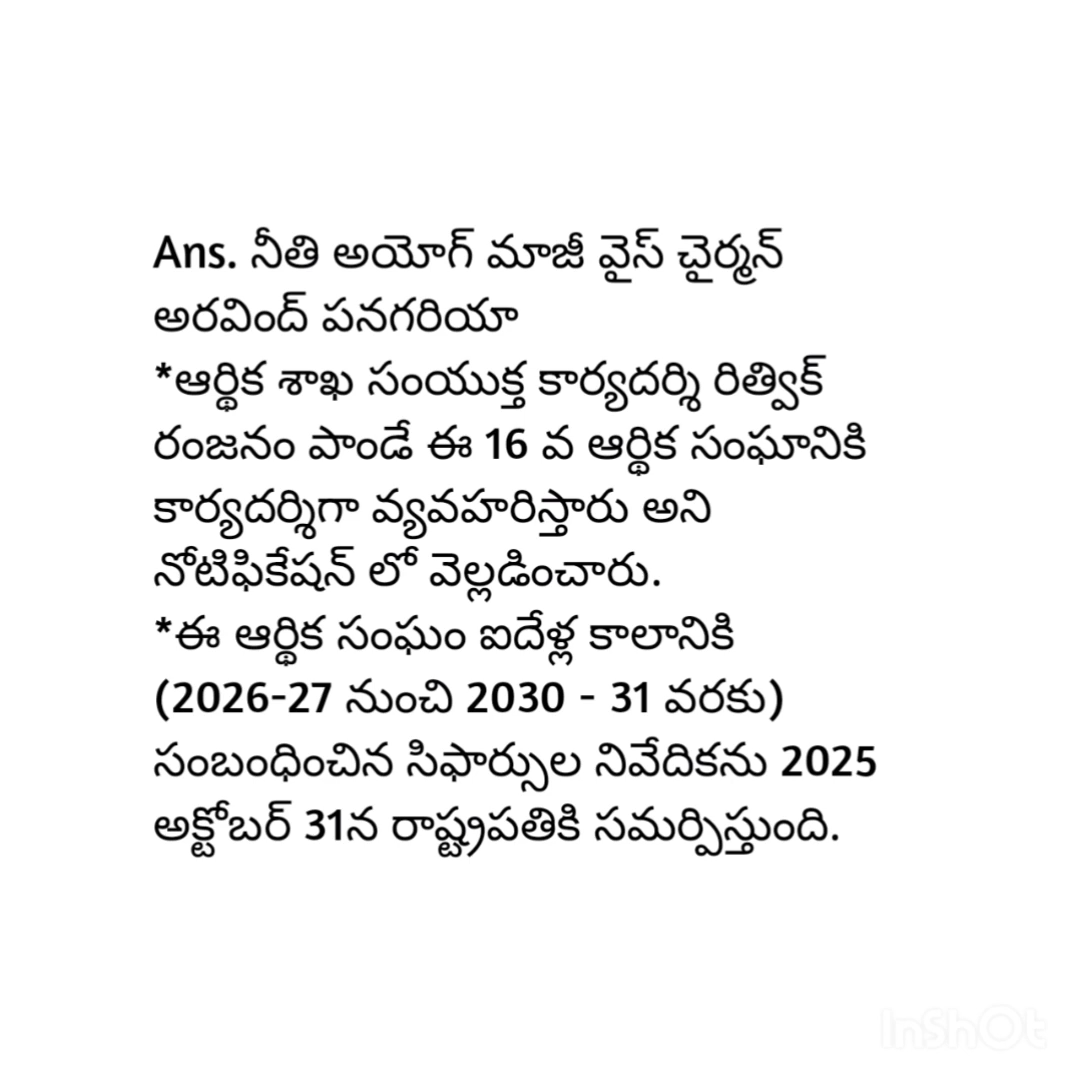 Ans. నీతి అయోగ్ మాజీ వైస్ చైర్మన్
అరవింద్ పనగరియా
*ఆర్థిక శాఖ సంయుక్త కార్యదర్శి రిత్విక్
రంజనం పాండే ఈ 16 వ ఆర్థిక సంఘానికి
కార్యదర్శిగా వ్యవహరిస్తారు అని
నోటిఫికేషన్ లో వెల్లడించారు.
*ఈ ఆర్థిక సంఘం ఐదేళ్ల కాలానికి
(2026-27 నుంచి 2030 - 31 వరకు)
సంబంధించిన సిఫార్సుల నివేదికను 2025
అక్టోబర్ 31న రాష్ట్రపతికి సమర్పిస్తుంది.
InShOt